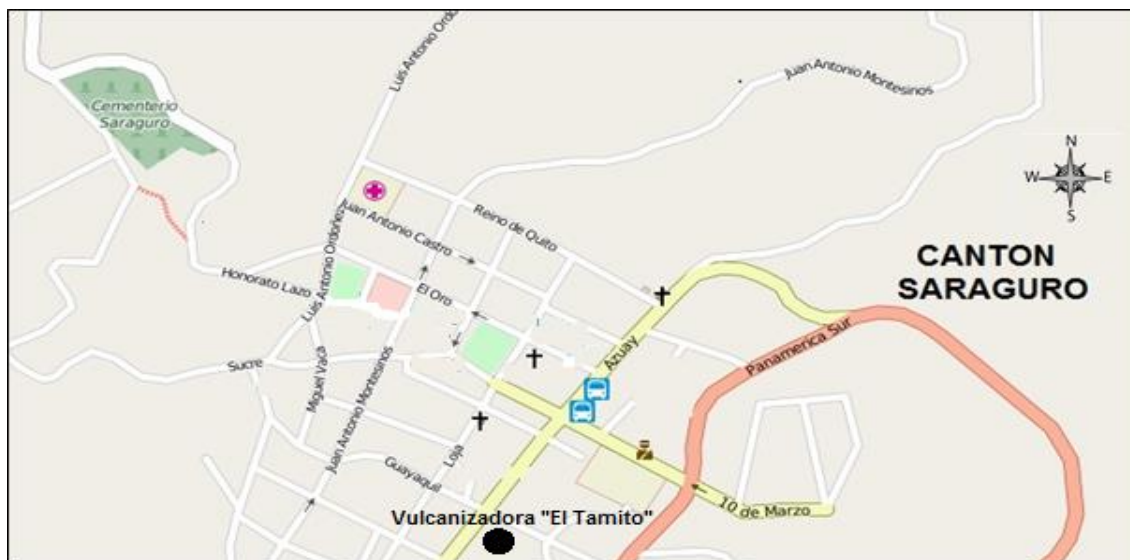 Luis Antonio Ordoñez
Juan Antonio Montesinos
Cementerio
Saraguro
N
W
E
S
Juan Antonio Castro
Reino de Quito
Luis Antonio Ordoñez
CANTON
SARAGURO
Honorato Lazo
El Oro
Azuay
Panamerica Sur
Sucre
Miguel Vaca
Juan Antonio Montesinos
Loja
Guayaquil
10 de Marzo
Vulcanizadora "El Tamito"